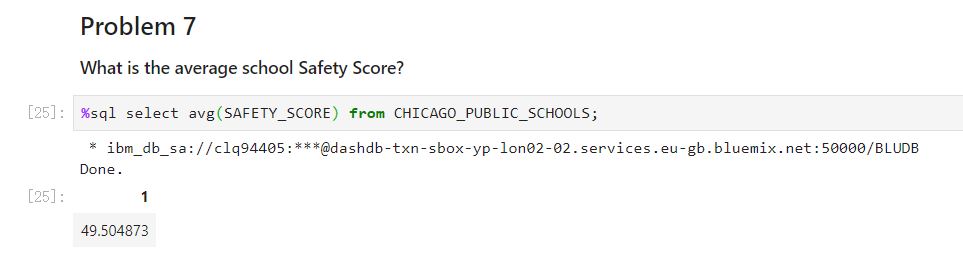 Problem 7
What is the average school Safety Score?
[25]: %sql select avg(SAFETY_SCORE) from CHICAGO_PUBLIC_SCHOOLS;
* ibm_db_sa://clq94405:***@dashdb-txn-sbox-yp-lon02-02.services.eu-gb.bluemix.net:50000/BLUDB
Done.
[25]: 1
49.504873